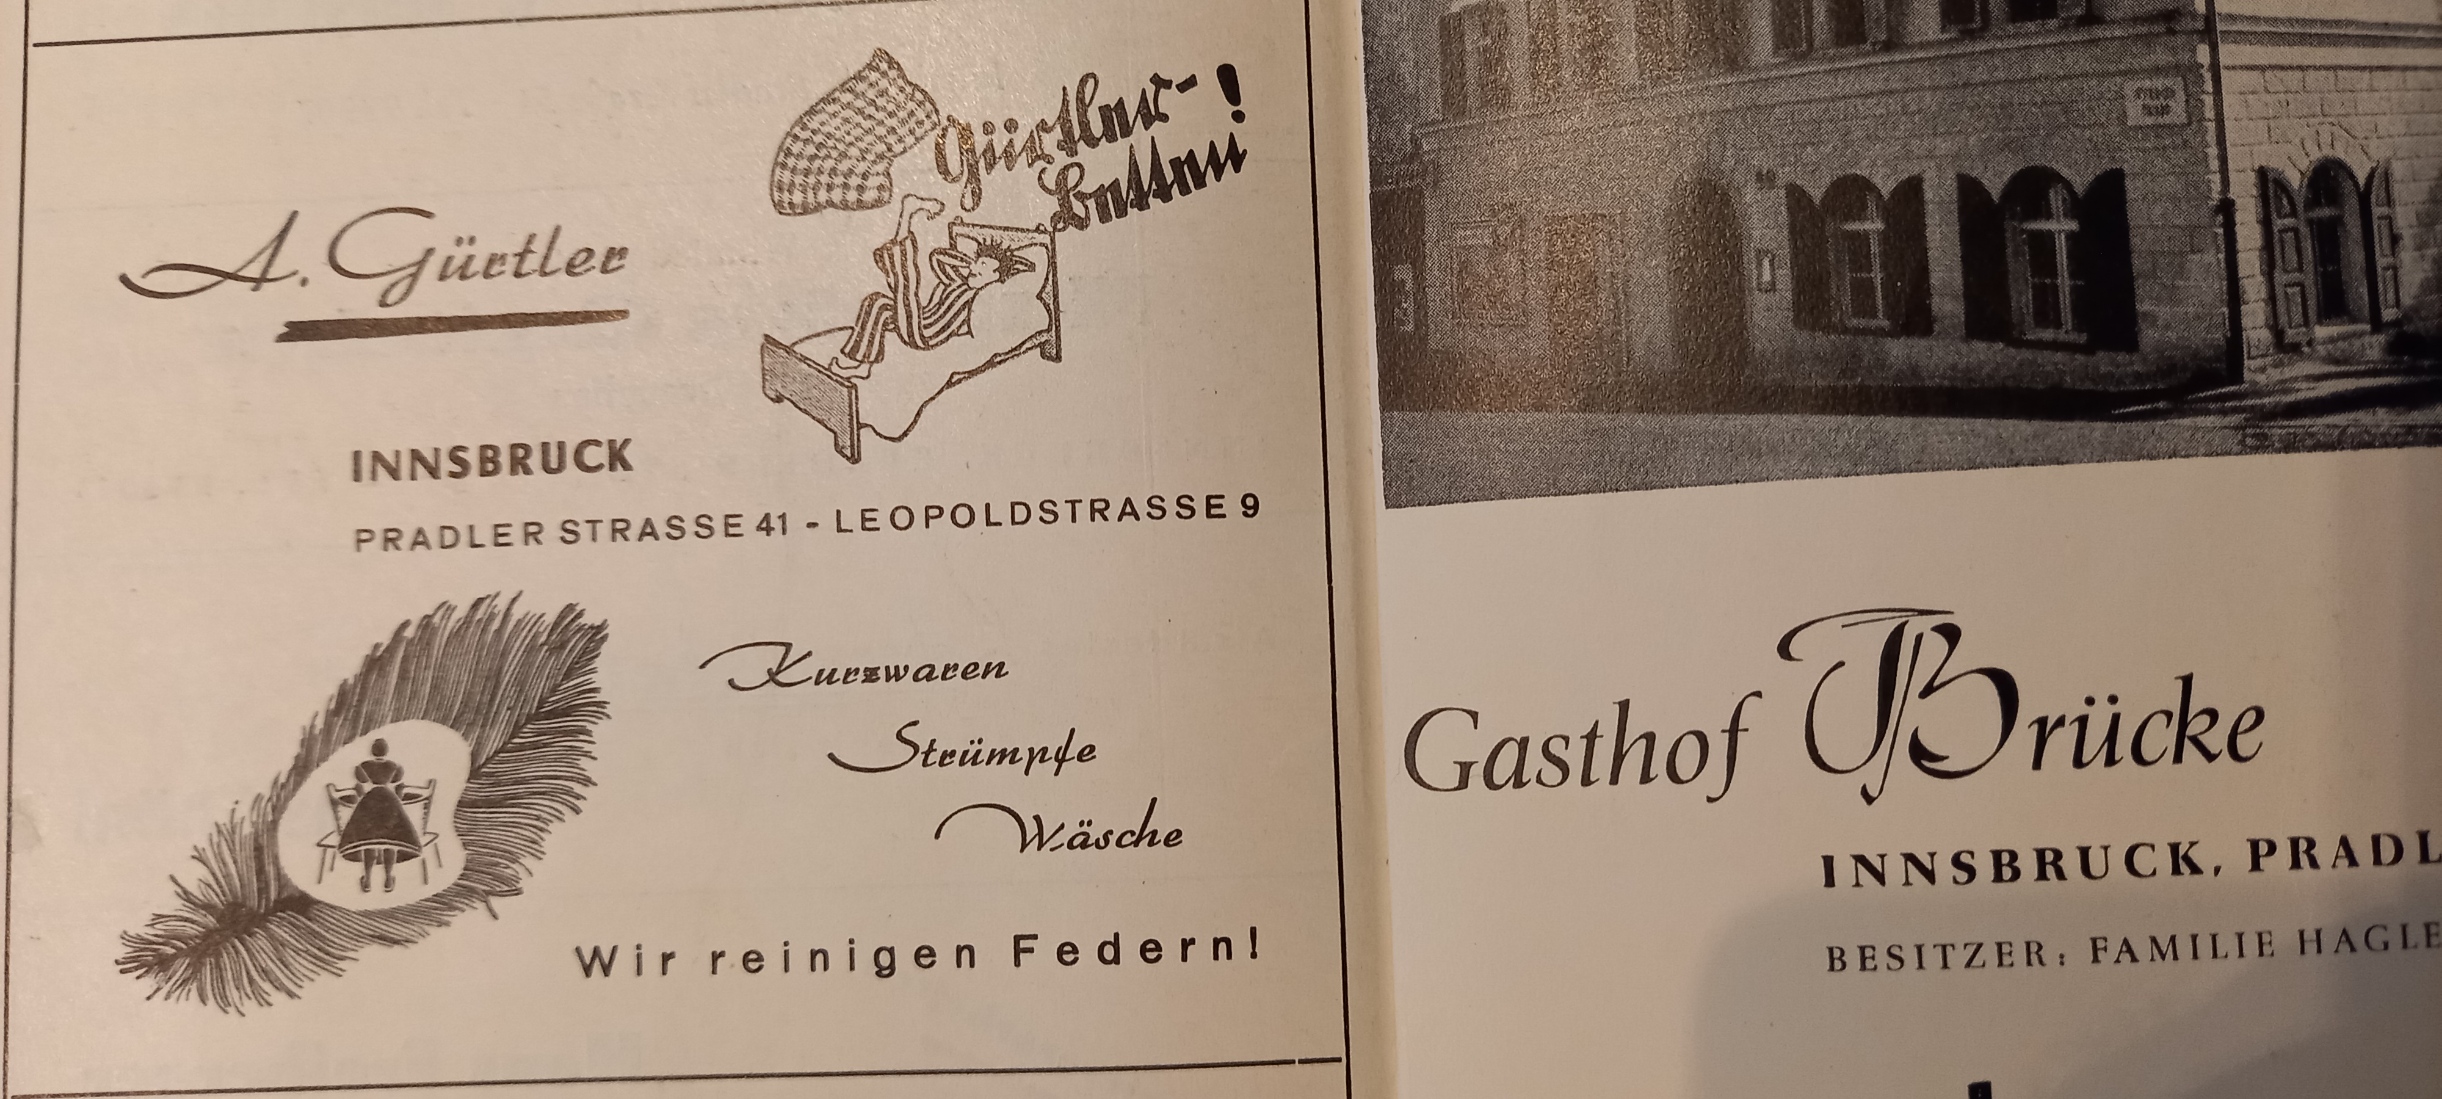 Gürtler-
Betten!
A. Gürtler
INNSBRUCK
PRADLER STRASSE 41 - LEOPOLDSTRASSE 9
Kurzwaren
Strümpfe
Wäsche
Wir reinigen Federn!
Gasthof Brücke
INNSBRUCK, PRADL
BESITZER: FAMILIE HAGLE